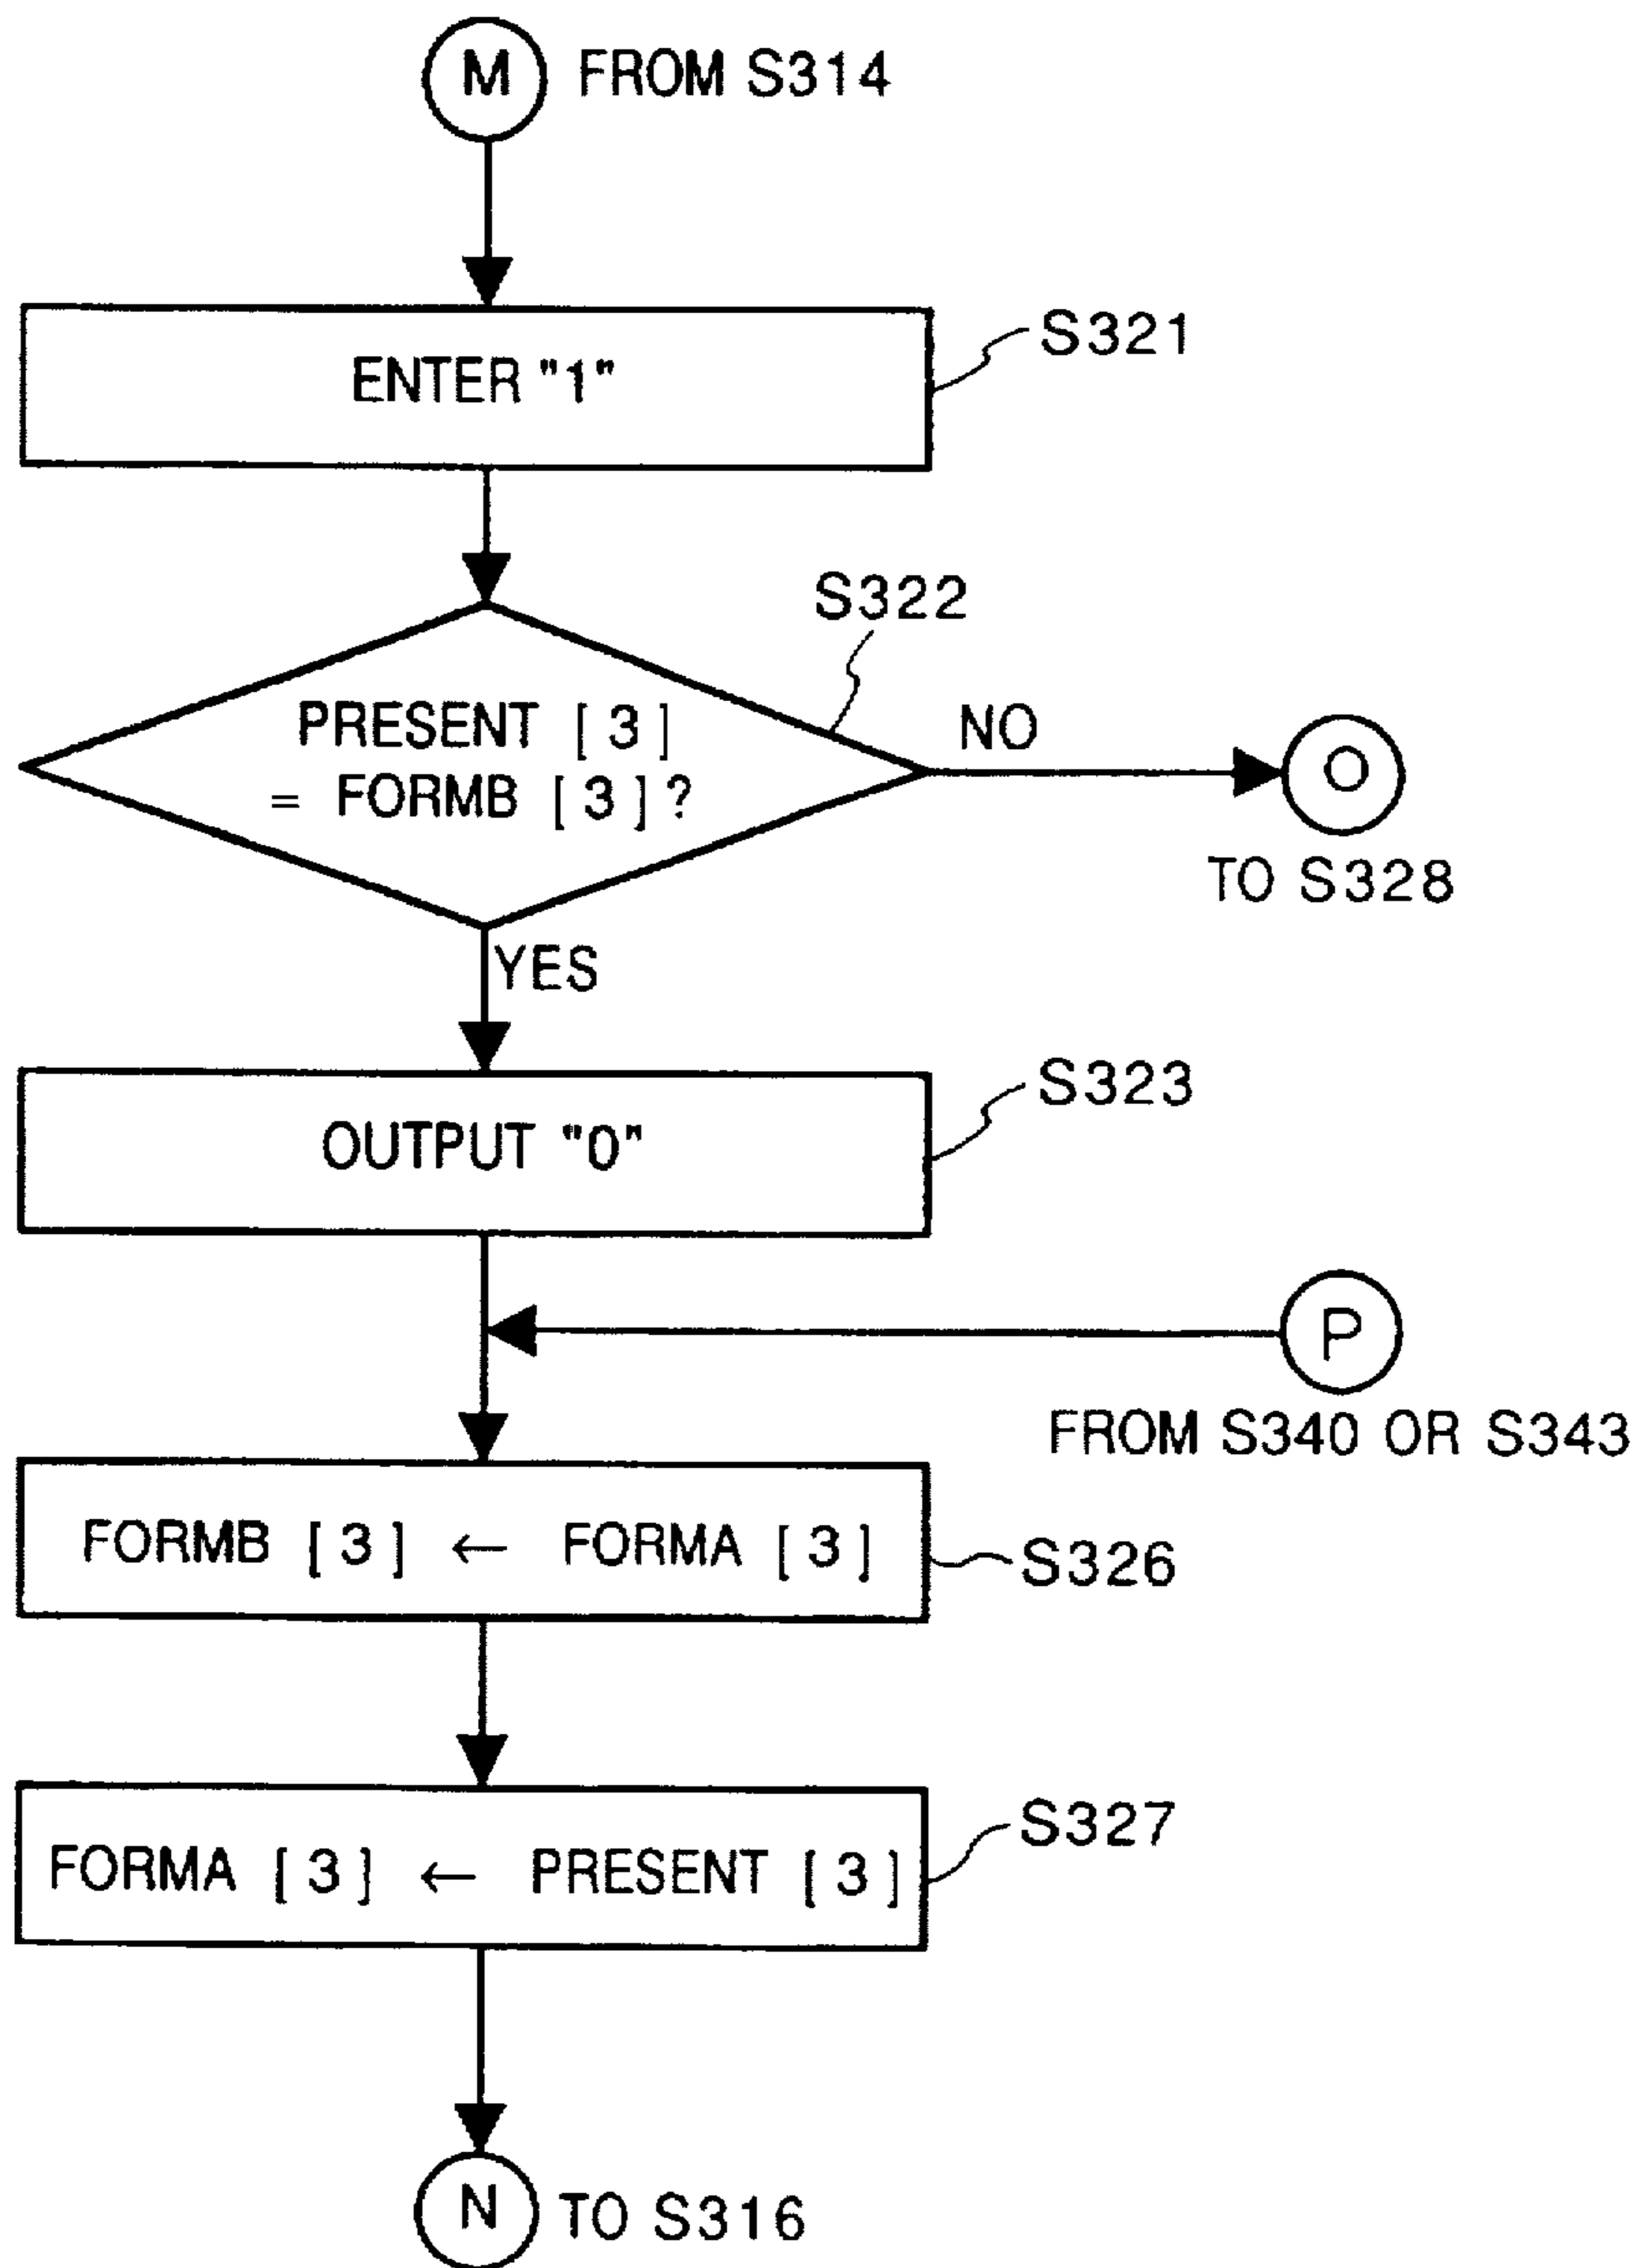 M FROM S314
S321
ENTER "1"
S322
PRESENT [ 3 ]
= FORMB [ 3 ] ?
NO
O
TO S328
YES
S323
OUTPUT "0"
P
FROM S340 OR S343
FORMB [ 3 ] ← FORMA [ 3 ]
S326
FORMA [ 3 ] ← PRESENT [ 3 ]
S327
N TO S316